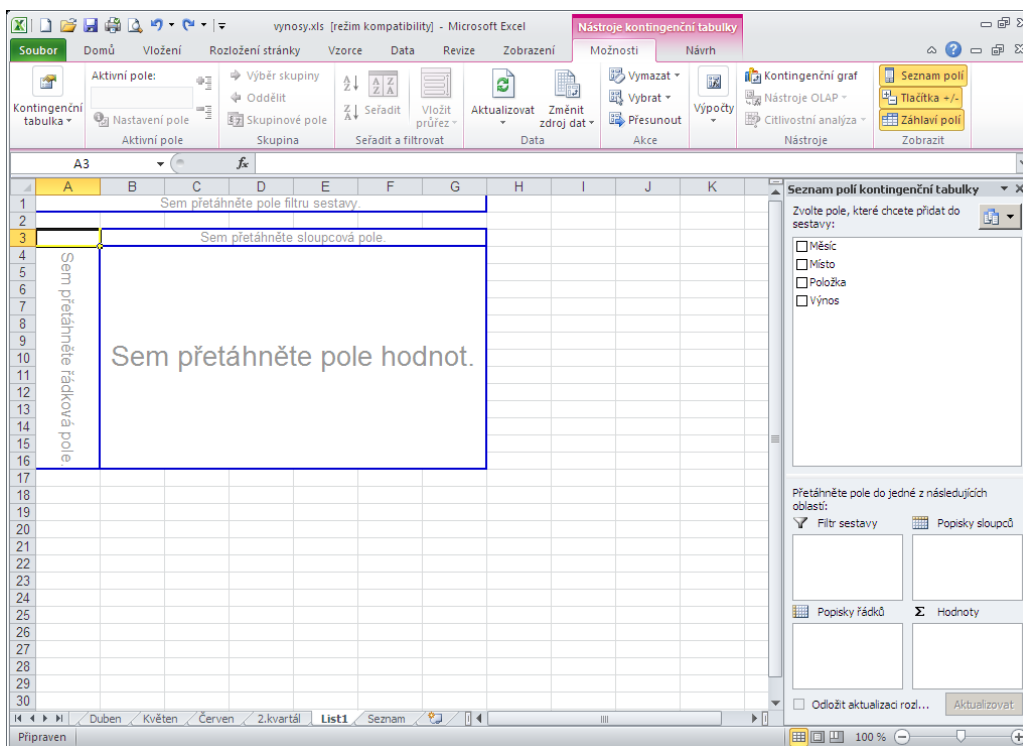 vynosy.xls [režim kompatibility] - Microsoft Excel
Nástroje kontingenční tabulky
Soubor Domů Vložení Rozložení stránky Vzorce Data Revize Zobrazení Možnosti Návrh
Kontingenční
tabulka
Aktivní pole:
Nastavení pole
Aktivní pole
Výběr skupiny
Oddělit
Skupinové pole
Skupina
Seřadit
Vložit
průřez
Seřadit a filtrovat
Aktualizovat
Změnit
zdroj dat
Data
Vymazat
Vybrat
Přesunout
Akce
Výpočty
Kontingenční graf
Nástroje OLAP
Citlivostní analýza
Nástroje
Seznam polí
Tlačítka +/-
Záhlaví polí
Zobrazit
A3 fx
A B C D E F G H I J K
1 Sem přetáhněte pole filtru sestavy.
2
3 Sem přetáhněte sloupcová pole.
4
5
6
7
8
9
10
11
12
13
14
15
16
17
18
19
20
21
22
23
24
25
26
27
28
29
30
Sem přetáhněte řádková pole.
Sem přetáhněte pole hodnot.
Seznam polí kontingenční tabulky
Zvolte pole, které chcete přidat do
sestavy:
Měsíc
Místo
Položka
Výnos
Přetáhněte pole do jedné z následujících
oblastí:
Filtr sestavy Popisky sloupců
Popisky řádků Σ Hodnoty
Odložit aktualizaci rozl... Aktualizovat
Duben Květen Červen 2.kvartál List1 Seznam
Připraven 100 %